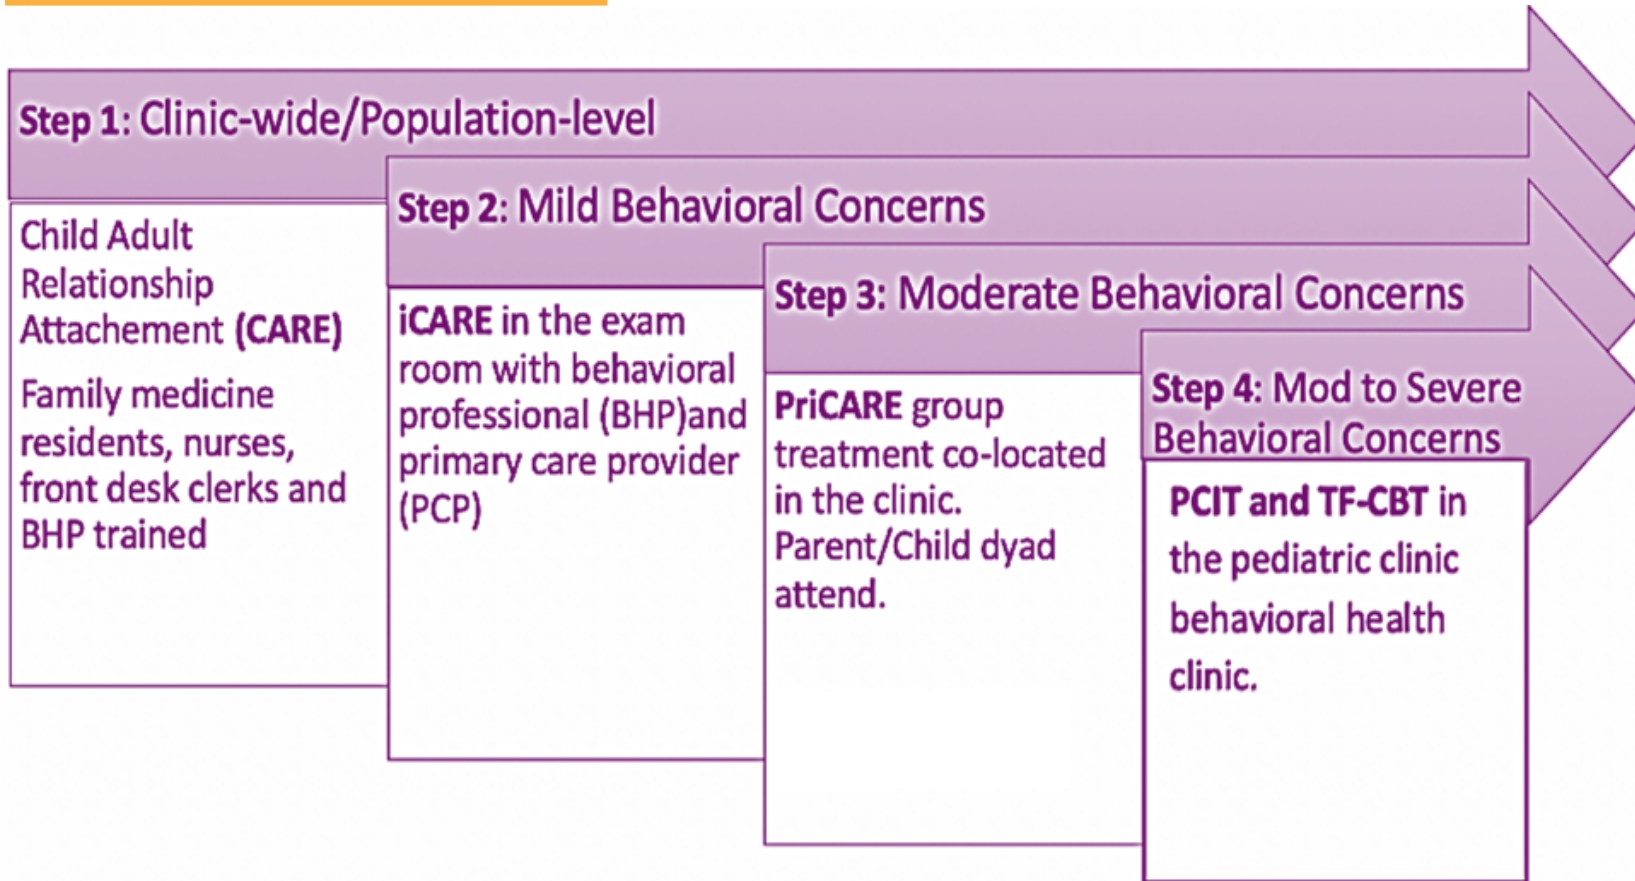 Step 1: Clinic-wide/Population-level
Child Adult
Relationship
Attachement (CARE)
Family medicine
residents, nurses,
front desk clerks and
BHP trained
Step 2: Mild Behavioral Concerns
iCARE in the exam
room with behavioral
professional (BHP)and
primary care provider
(PCP)
Step 3: Moderate Behavioral Concerns
PriCARE group
treatment co-located
in the clinic.
Parent/Child dyad
attend.
Step 4: Mod to Severe
Behavioral Concerns
PCIT and TF-CBT in
the pediatric clinic
behavioral health
clinic.